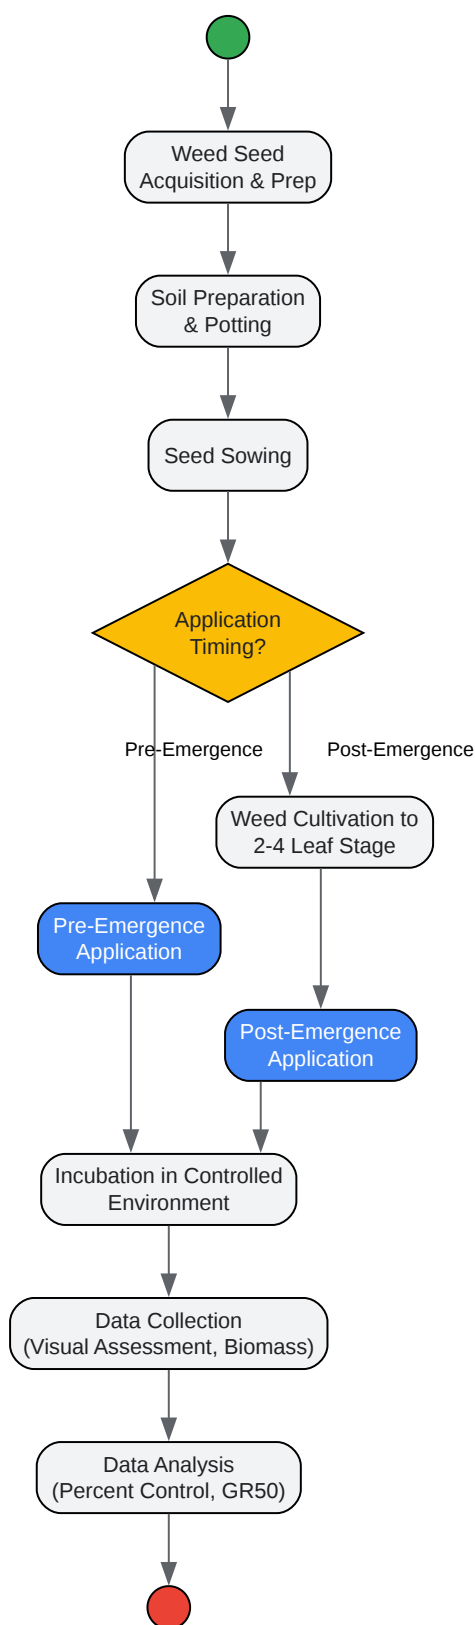 Weed Seed
Acquisition & Prep
Soil Preparation
& Potting
Seed Sowing
Application
Timing?
Pre-Emergence
Post-Emergence
Weed Cultivation to
2-4 Leaf Stage
Pre-Emergence
Application
Post-Emergence
Application
Incubation in Controlled
Environment
Data Collection
(Visual Assessment, Biomass)
Data Analysis
(Percent Control, GR50)